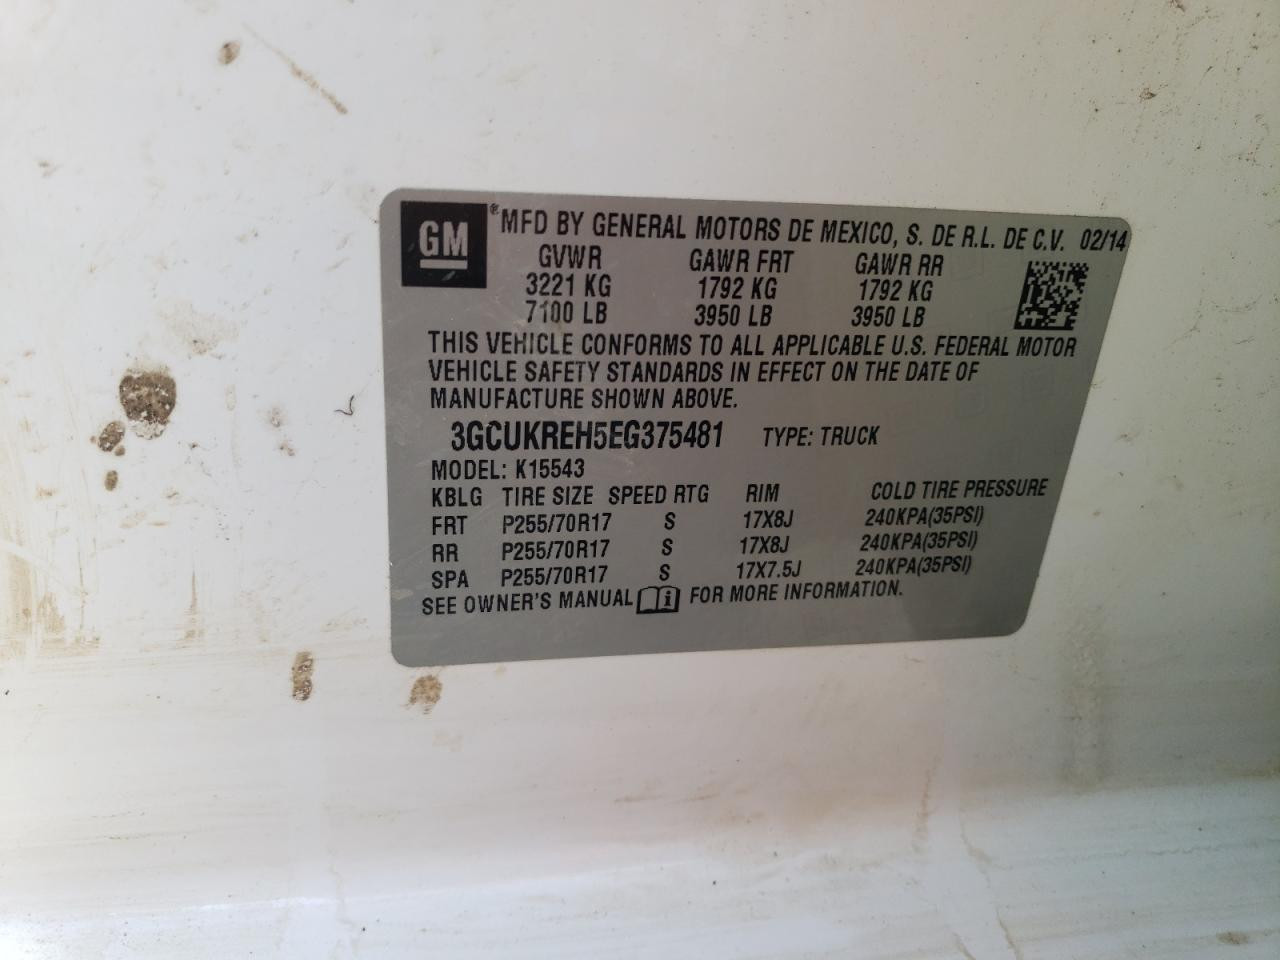 GM ® MFD BY GENERAL MOTORS DE MEXICO, S. DE R.L. DE C.V. 02/14
GVWR GAWR FRT GAWR RR
3221 KG 1792 KG 1792 KG
7100 LB 3950 LB 3950 LB
THIS VEHICLE CONFORMS TO ALL APPLICABLE U.S. FEDERAL MOTOR
VEHICLE SAFETY STANDARDS IN EFFECT ON THE DATE OF
MANUFACTURE SHOWN ABOVE.
3GCUKREH5EG375481 TYPE: TRUCK
MODEL: K15543
KBLG TIRE SIZE SPEED RTG RIM COLD TIRE PRESSURE
FRT P255/70R17 S 17X8J 240KPA(35PSI)
RR P255/70R17 S 17X8J 240KPA(35PSI)
SPA P255/70R17 S 17X7.5J 240KPA(35PSI)
SEE OWNER'S MANUAL i FOR MORE INFORMATION.